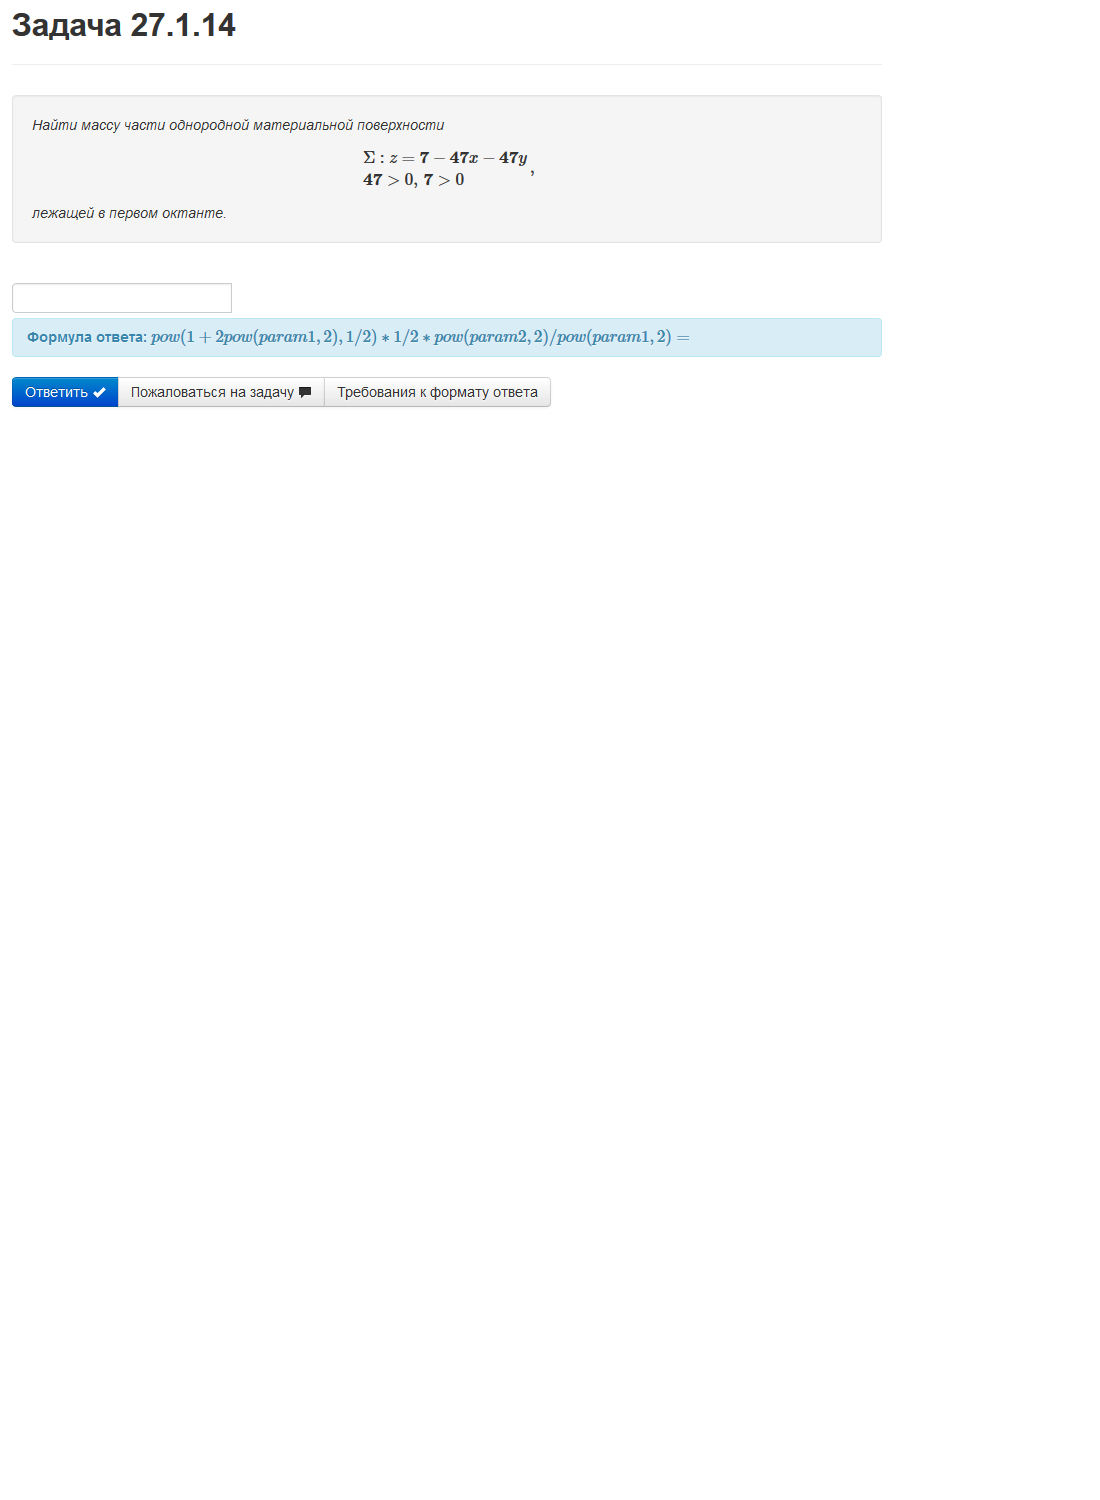 Задача 27.1.14
Найти массу части однородной материальной поверхности
Σ : z = 7 − 47x − 47y
47 > 0, 7 > 0 ,
лежащей в первом октанте.
Формула ответа: pow(1 + 2pow(param1, 2), 1/2) ∗ 1/2 ∗ pow(param2, 2)/pow(param1, 2) =
Ответить Пожаловаться на задачу Требования к формату ответа